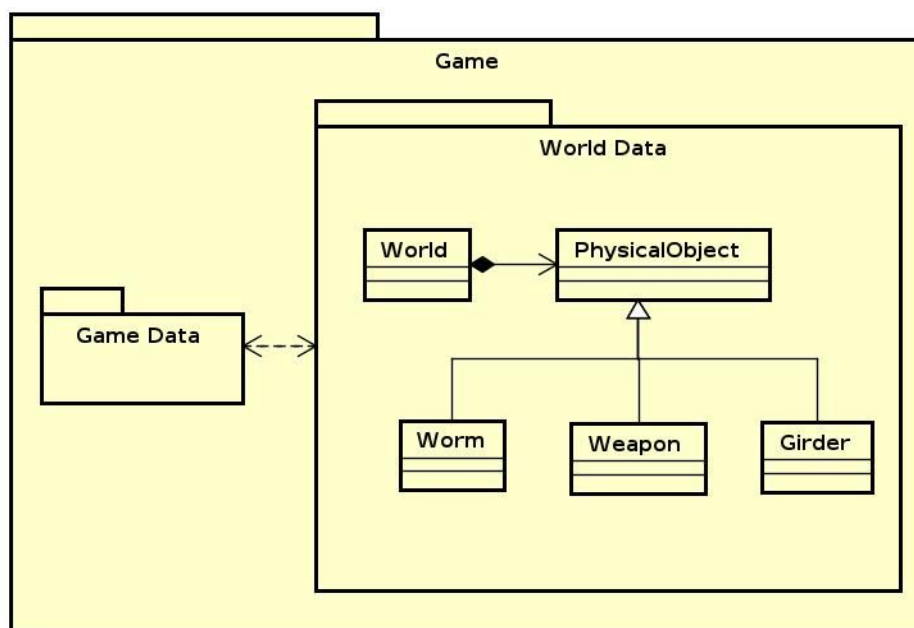 Game
World Data
World
PhysicalObject
Game Data
Worm
Weapon
Girder